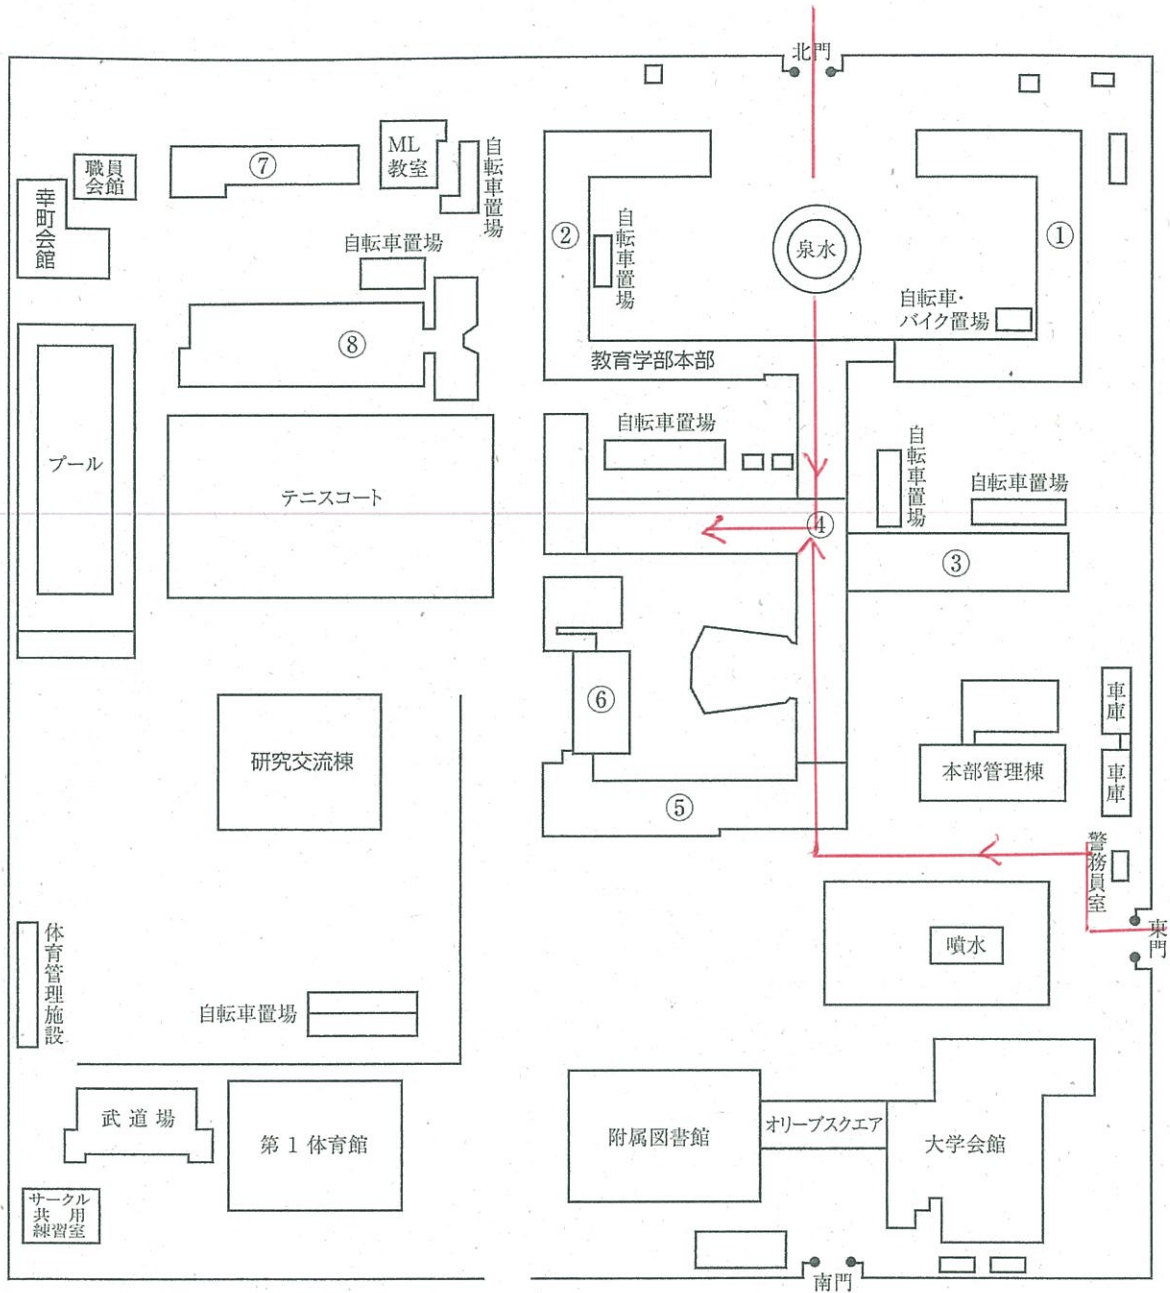 北門
職員
会館
⑦
ML
教室
自転車置場
幸町会館
自転車置場
②
自転車置場
泉水
①
自転車・
バイク置場
⑧
教育学部本部
プール
テニスコート
自転車置場
自転車置場
自転車置場
④
③
⑥
研究交流棟
車庫
本部管理棟
車庫
⑤
警務員室
東門
噴水
体育管理施設
自転車置場
武道場
第1体育館
附属図書館
オリーブスクエア
大学会館
サークル
共用
練習室
南門